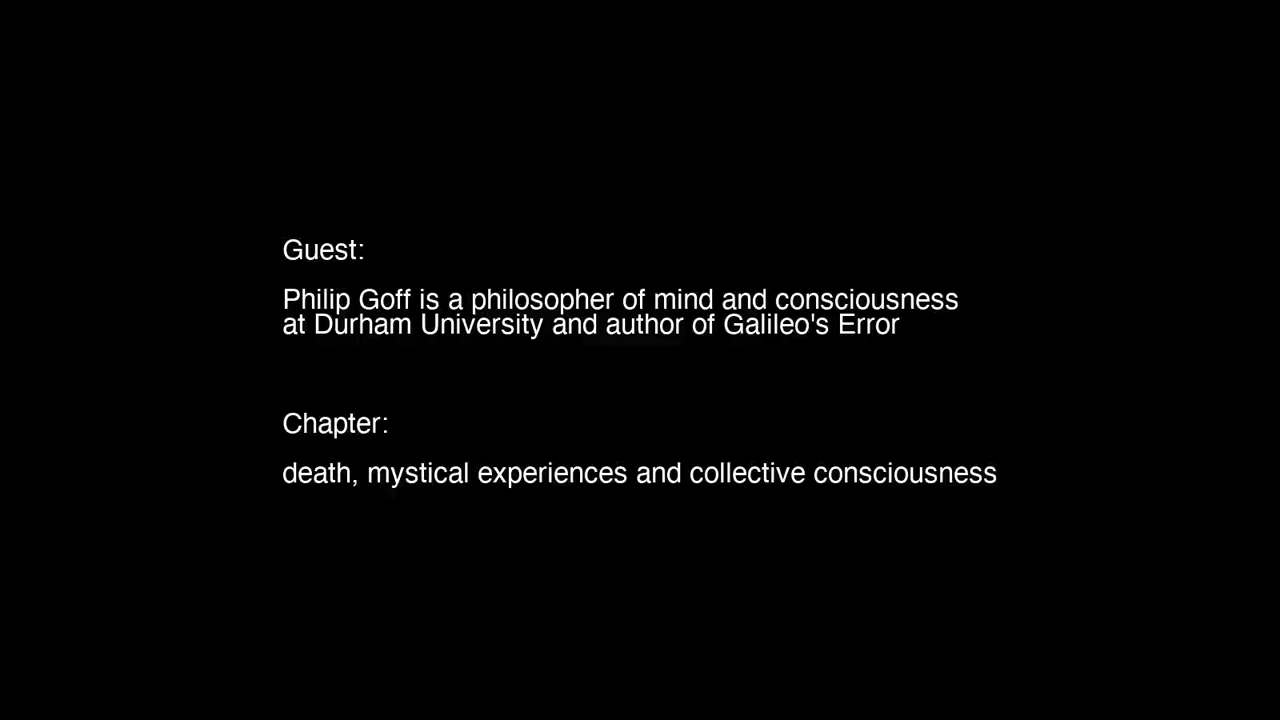 Guest:
Philip Goff is a philosopher of mind and consciousness
at Durham University and author of Galileo's Error
Chapter:
death, mystical experiences and collective consciousness